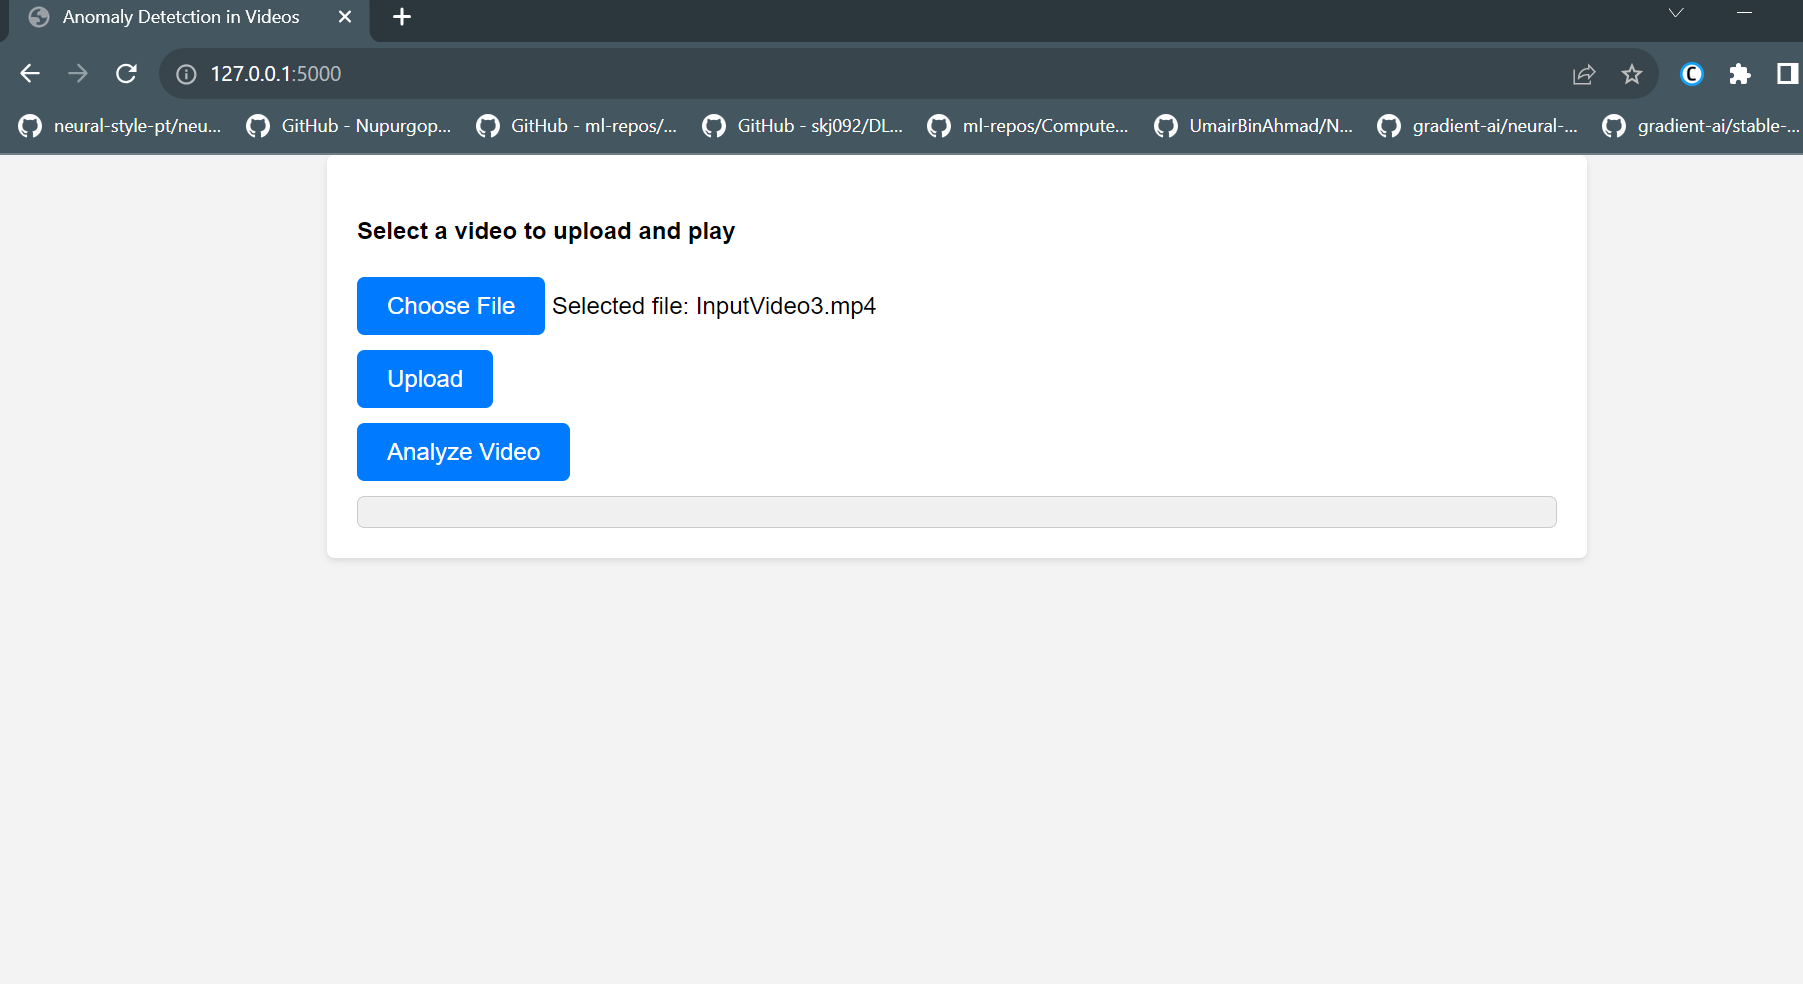 Anomaly Detetction in Videos
127.0.0.1:5000
neural-style-pt/neu... GitHub - Nupurgop... GitHub - ml-repos/... GitHub - skj092/DL... ml-repos/Compute... UmairBinAhmad/N... gradient-ai/neural-... gradient-ai/stable-...
Select a video to upload and play
Choose File Selected file: InputVideo3.mp4
Upload
Analyze Video